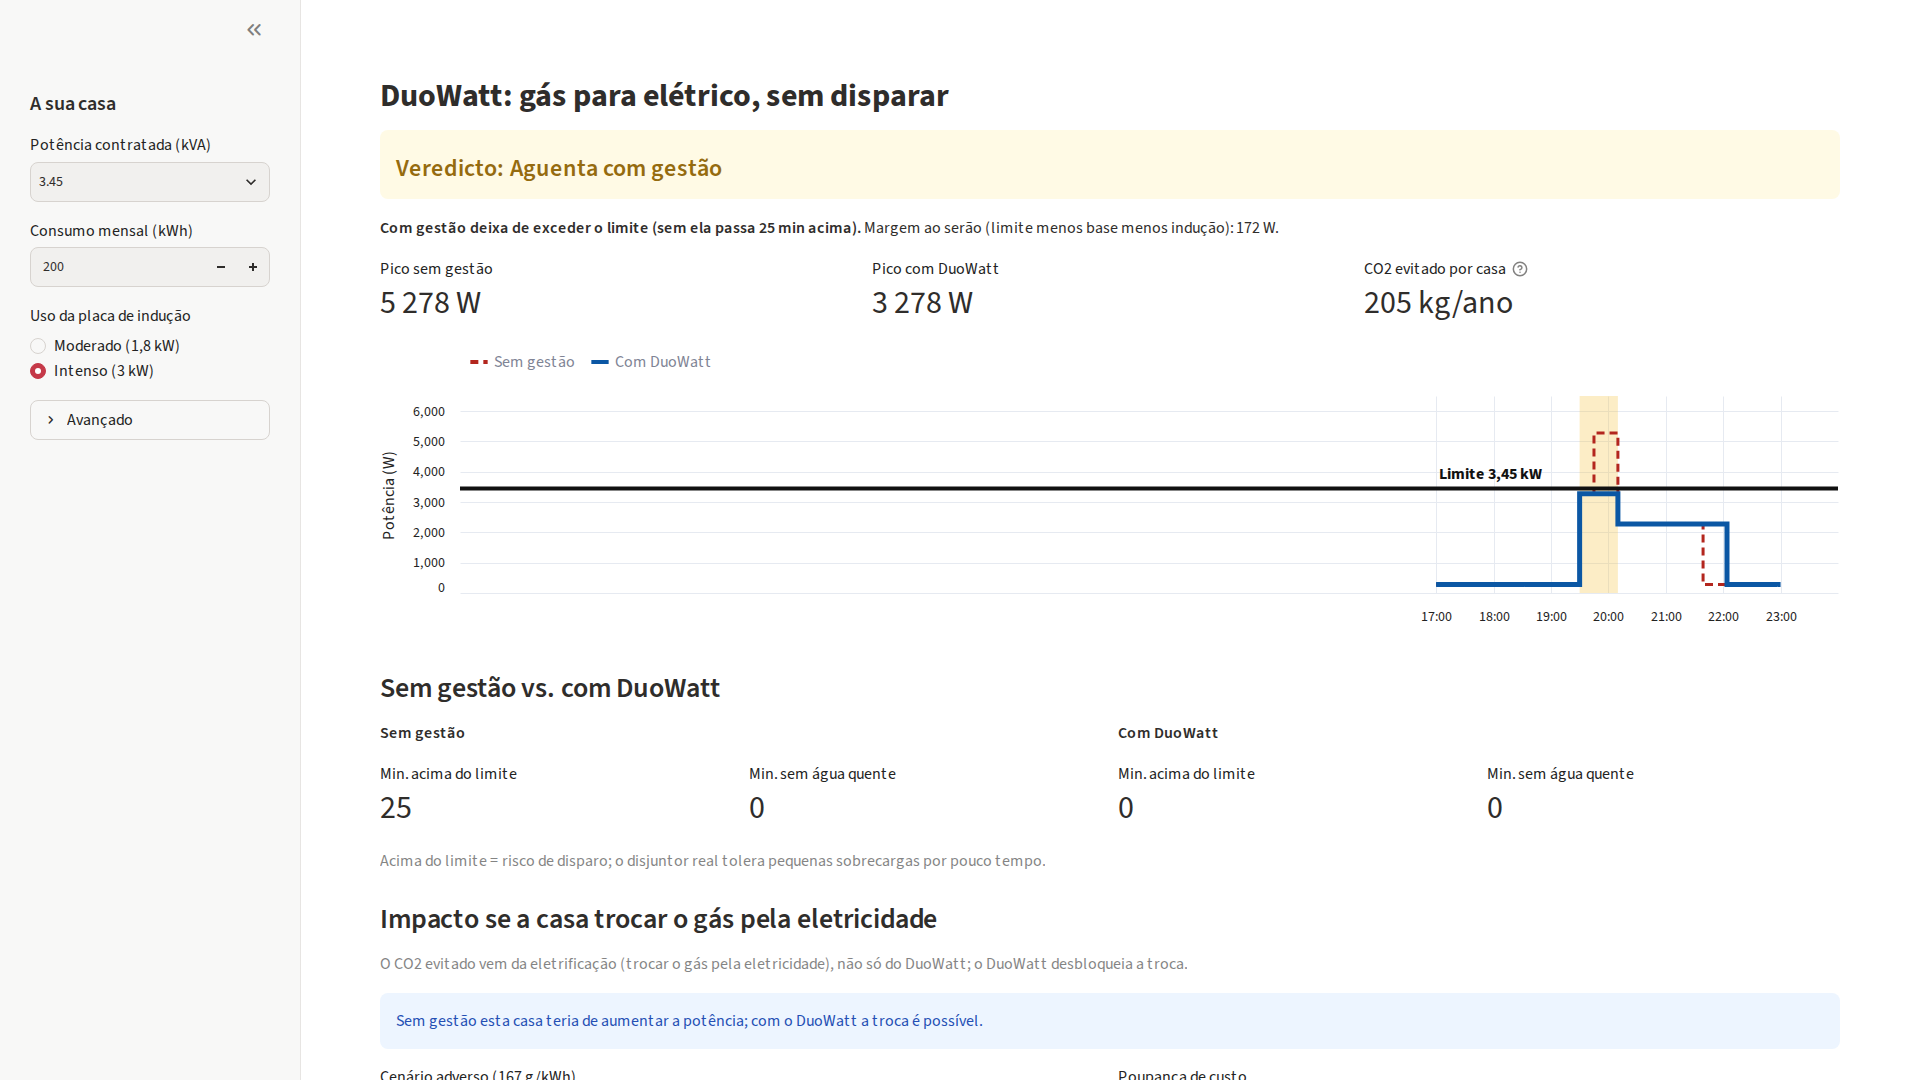 A sua casa
Potência contratada (kVA)
3.45
Consumo mensal (kWh)
200
Uso da placa de indução
Moderado (1,8 kW)
Intenso (3 kW)
Avançado
DuoWatt: gás para elétrico, sem disparar
Veredicto: Aguenta com gestão
Com gestão deixa de exceder o limite (sem ela passa 25 min acima). Margem ao serão (limite menos base menos indução): 172 W.
Pico sem gestão
5 278 W
Pico com DuoWatt
3 278 W
CO2 evitado por casa
205 kg/ano
Sem gestão Com DuoWatt
Potência (W)
6,000
5,000
4,000
3,000
2,000
1,000
0
Limite 3,45 kW
17:00 18:00 19:00 20:00 21:00 22:00 23:00
Sem gestão vs. com DuoWatt
Sem gestão
Com DuoWatt
Min. acima do limite
25
Min. sem água quente
0
Min. acima do limite
0
Min. sem água quente
0
Acima do limite = risco de disparo; o disjuntor real tolera pequenas sobrecargas por pouco tempo.
Impacto se a casa trocar o gás pela eletricidade
O CO2 evitado vem da eletrificação (trocar o gás pela eletricidade), não só do DuoWatt; o DuoWatt desbloqueia a troca.
Sem gestão esta casa teria de aumentar a potência; com o DuoWatt a troca é possível.
Cenário adverso (167 g/kWh)
Poupança de custo